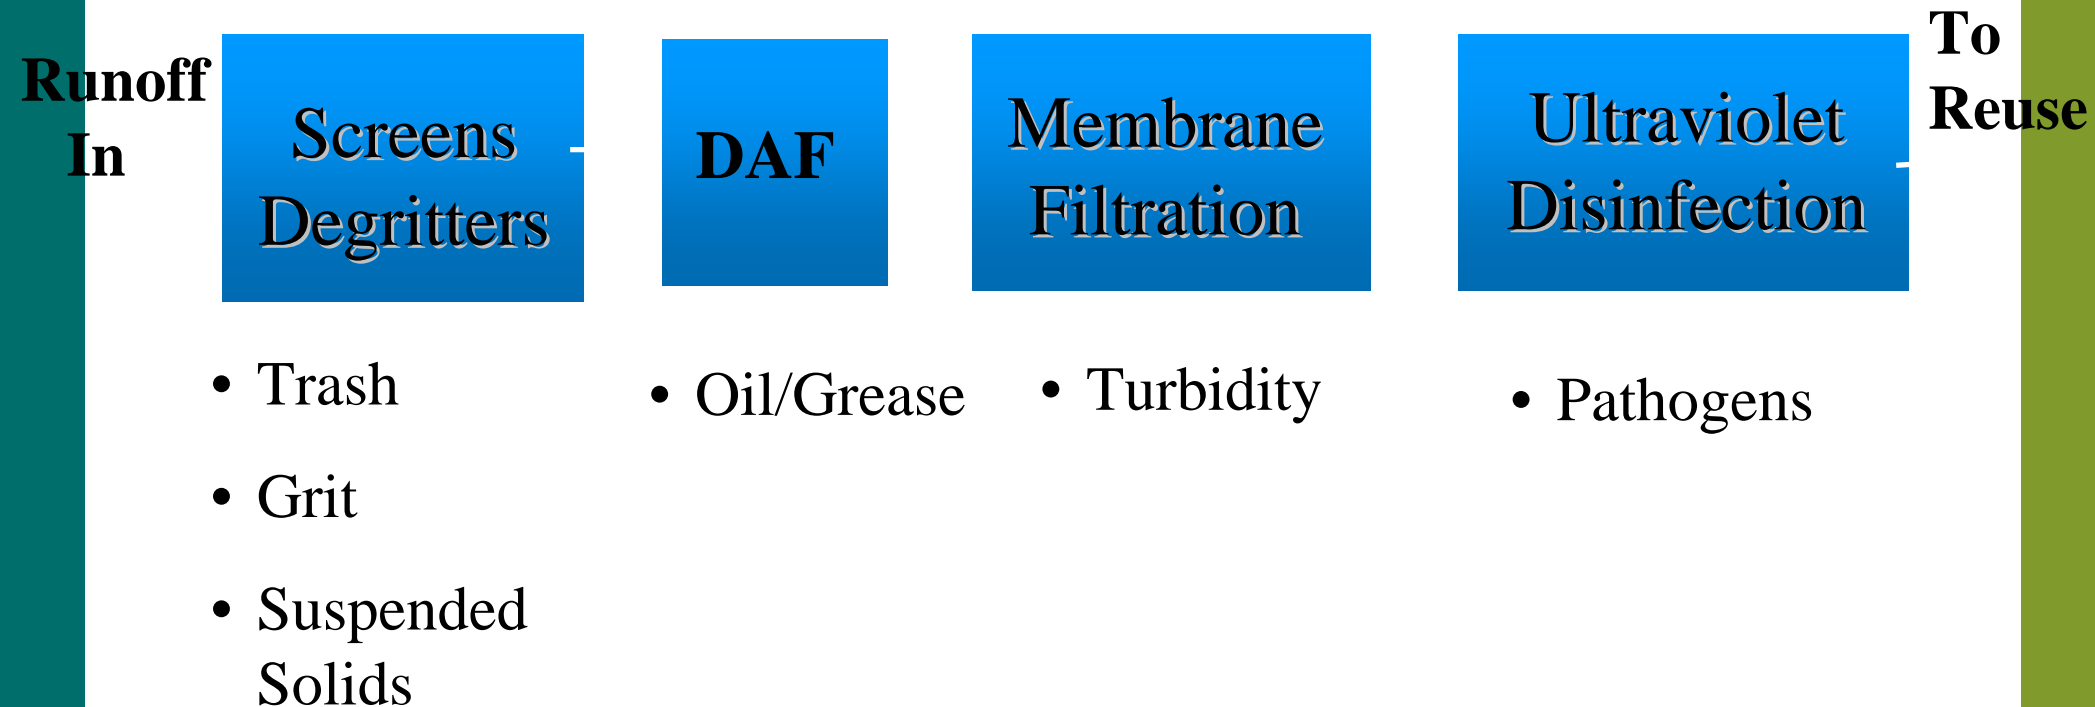 Runoff
In
Screens
Degritters
DAF
Membrane
Filtration
Ultraviolet
Disinfection
To
Reuse
• Trash
• Grit
• Suspended
Solids
• Oil/Grease
• Turbidity
• Pathogens